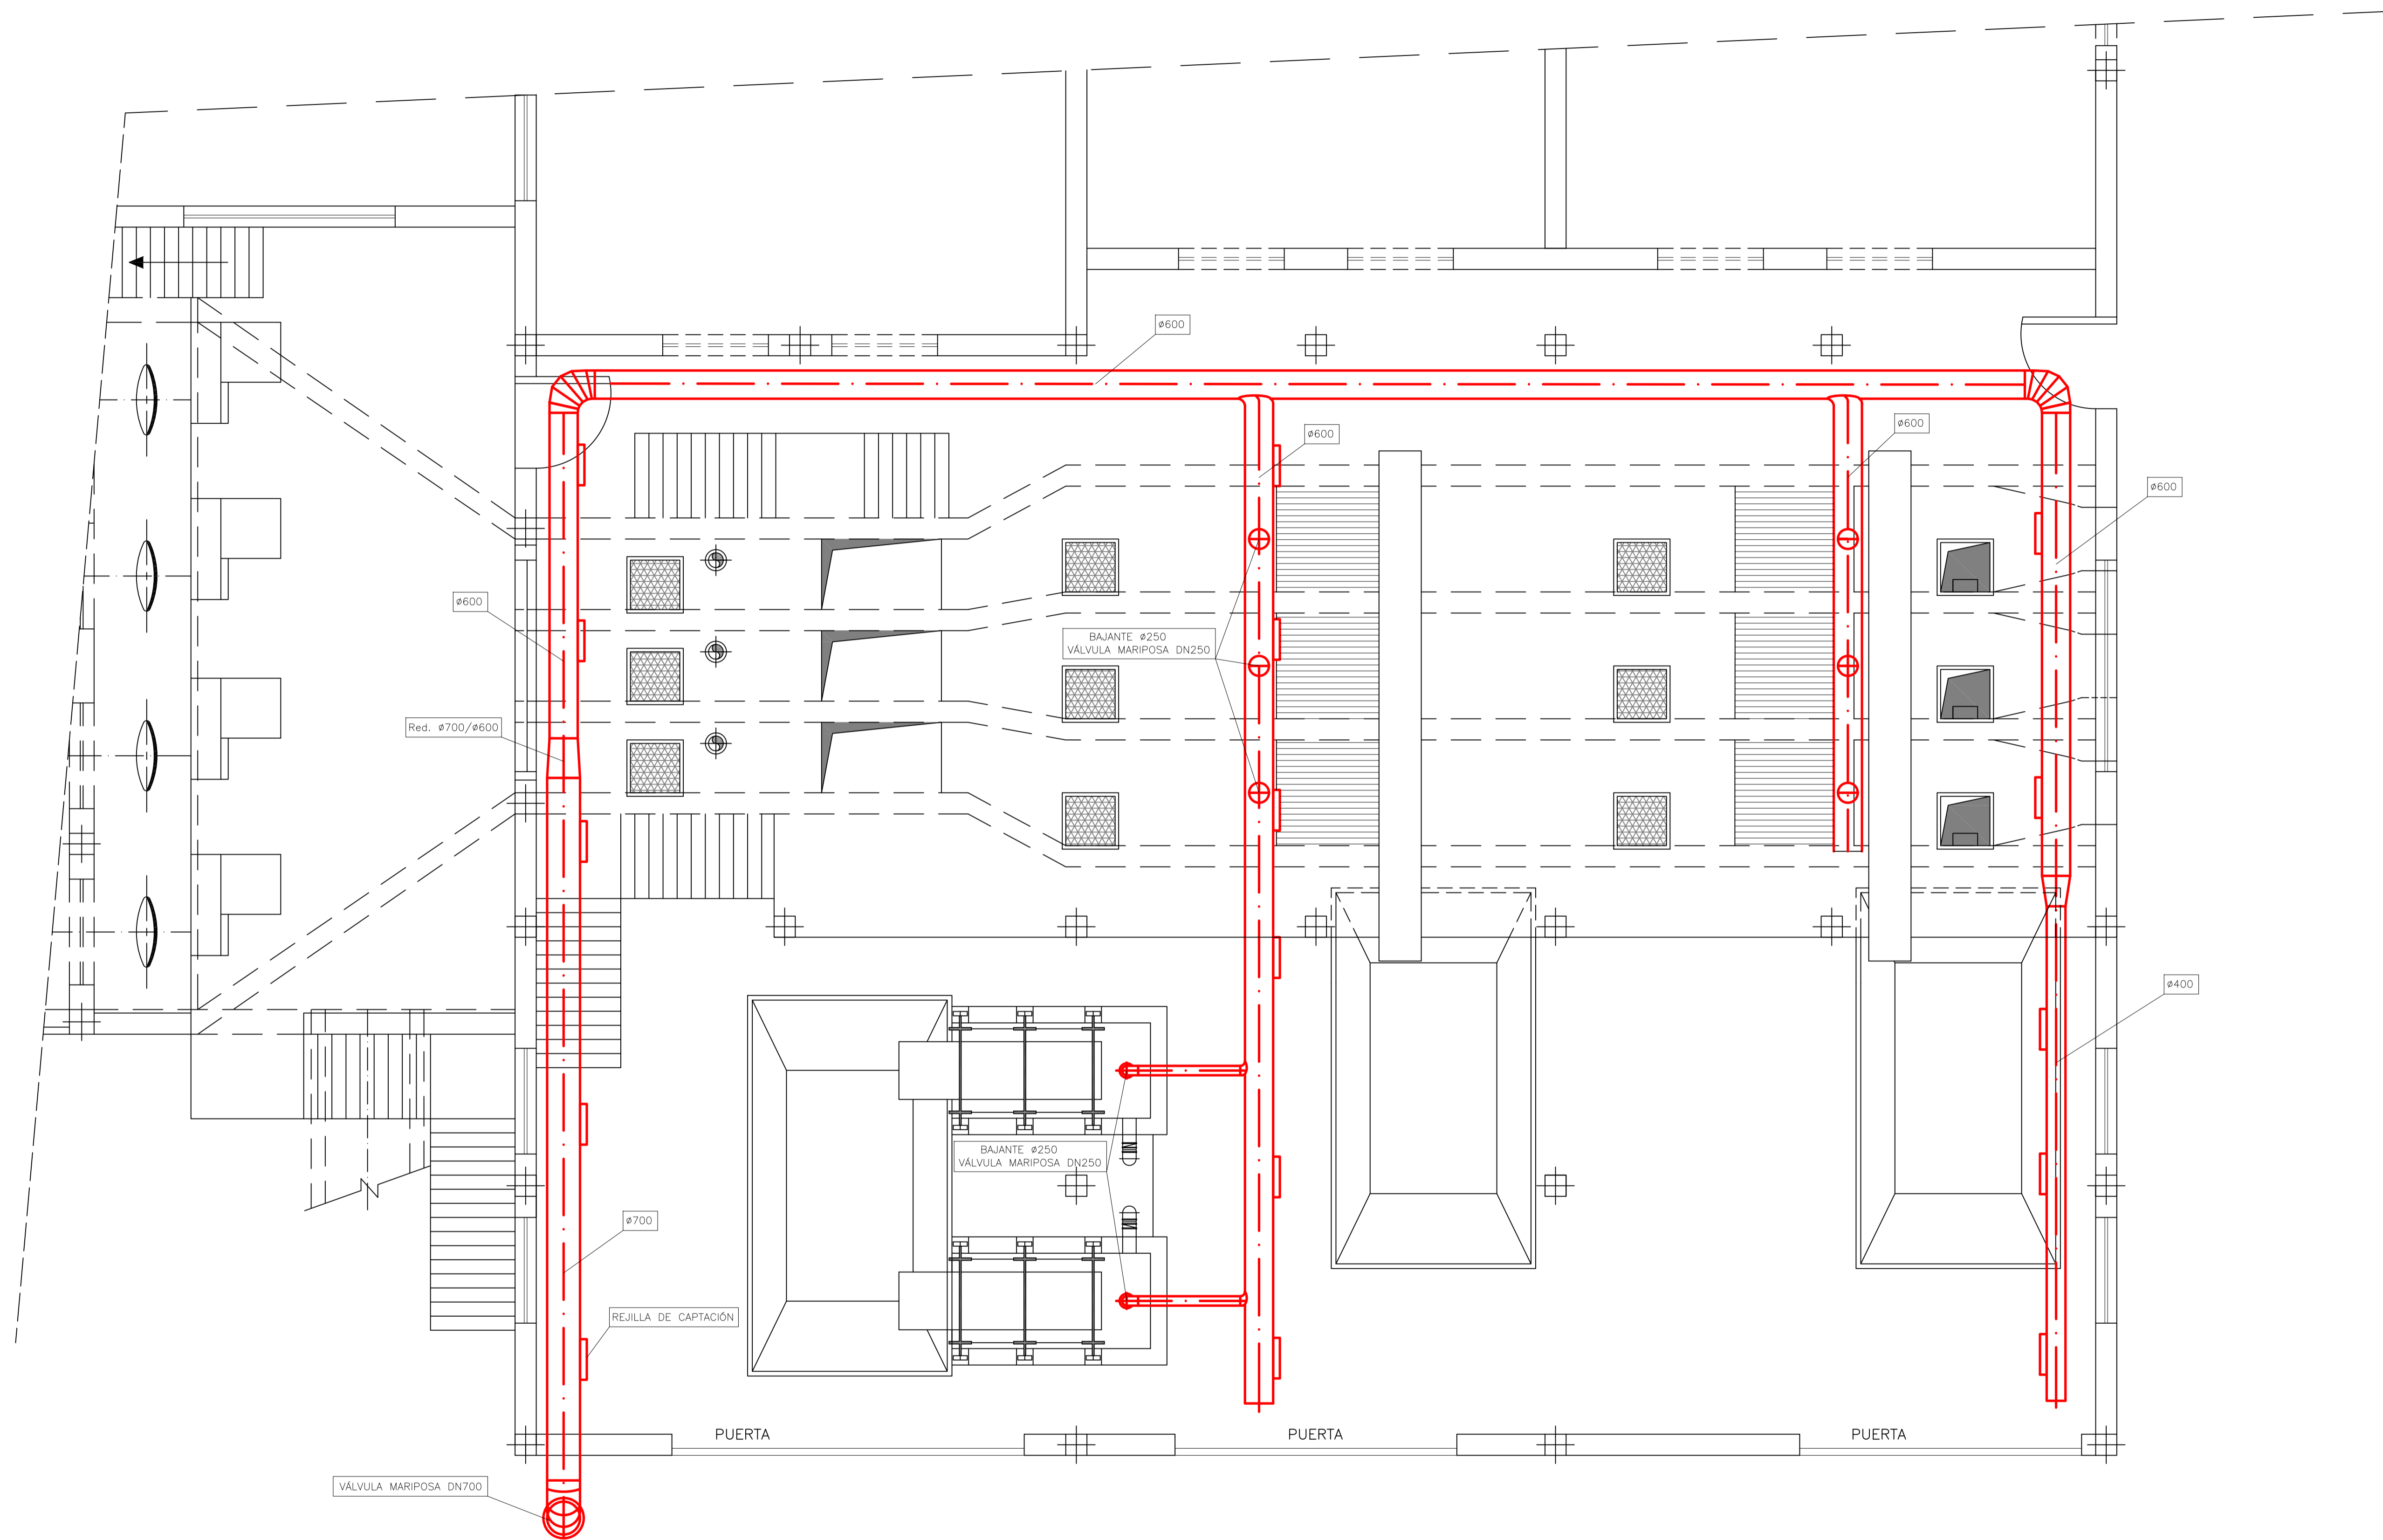 ø600
ø600
ø600
ø600
ø600
BAJANTE ø250
VÁLVULA MARIPOSA DN250
Red. ø700/ø600
ø400
BAJANTE ø250
VÁLVULA MARIPOSA DN250
ø700
REJILLA DE CAPTACIÓN
PUERTA
PUERTA
PUERTA
VÁLVULA MARIPOSA DN700